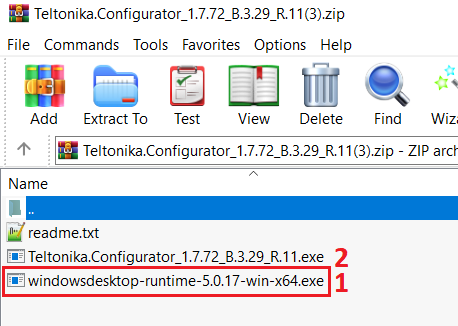 Teltonika.Configurator_1.7.72_B.3.29_R.11(3).zip
File Commands Tools Favorites Options Help
Add Extract To Test View Delete Find Wiza
Teltonika.Configurator_1.7.72_B.3.29_R.11(3).zip - ZIP arc
Name
..
readme.txt
Teltonika.Configurator_1.7.72_B.3.29_R.11.exe 2
windowsdesktop-runtime-5.0.17-win-x64.exe 1